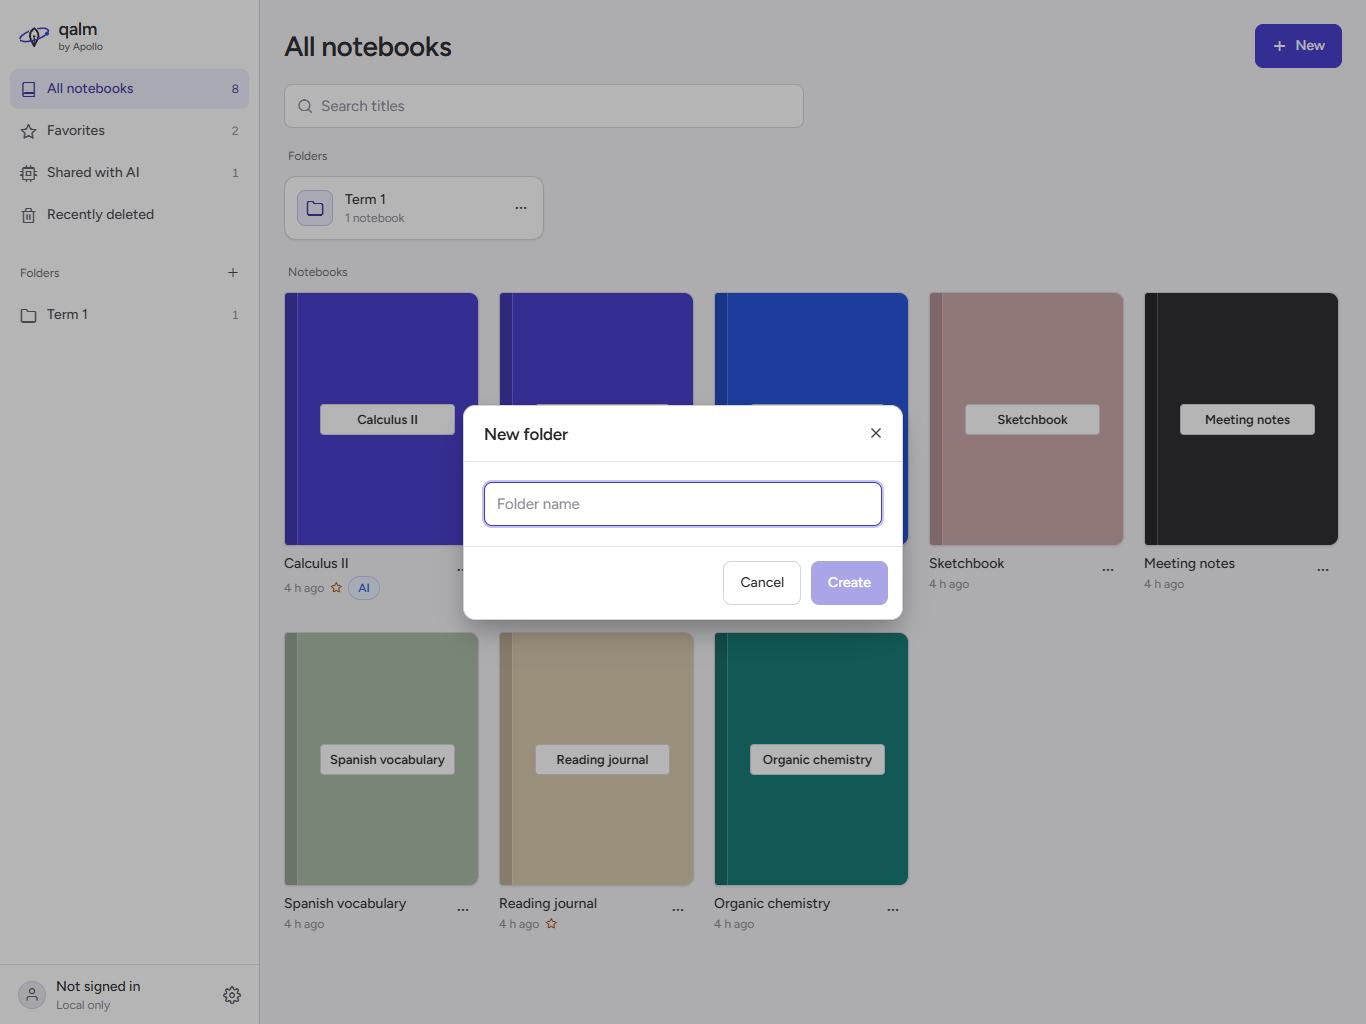 qalm
by Apollo
All notebooks 8
Favorites 2
Shared with AI 1
Recently deleted
Folders
Term 1 1
Not signed in
Local only
All notebooks
New
Search titles
Folders
Term 1
1 notebook
Notebooks
Calculus II
Sketchbook
Meeting notes
Calculus II
4 h ago AI
Sketchbook
4 h ago
Meeting notes
4 h ago
New folder
Folder name
Cancel
Create
Spanish vocabulary
Reading journal
Organic chemistry
Spanish vocabulary
4 h ago
Reading journal
4 h ago
Organic chemistry
4 h ago